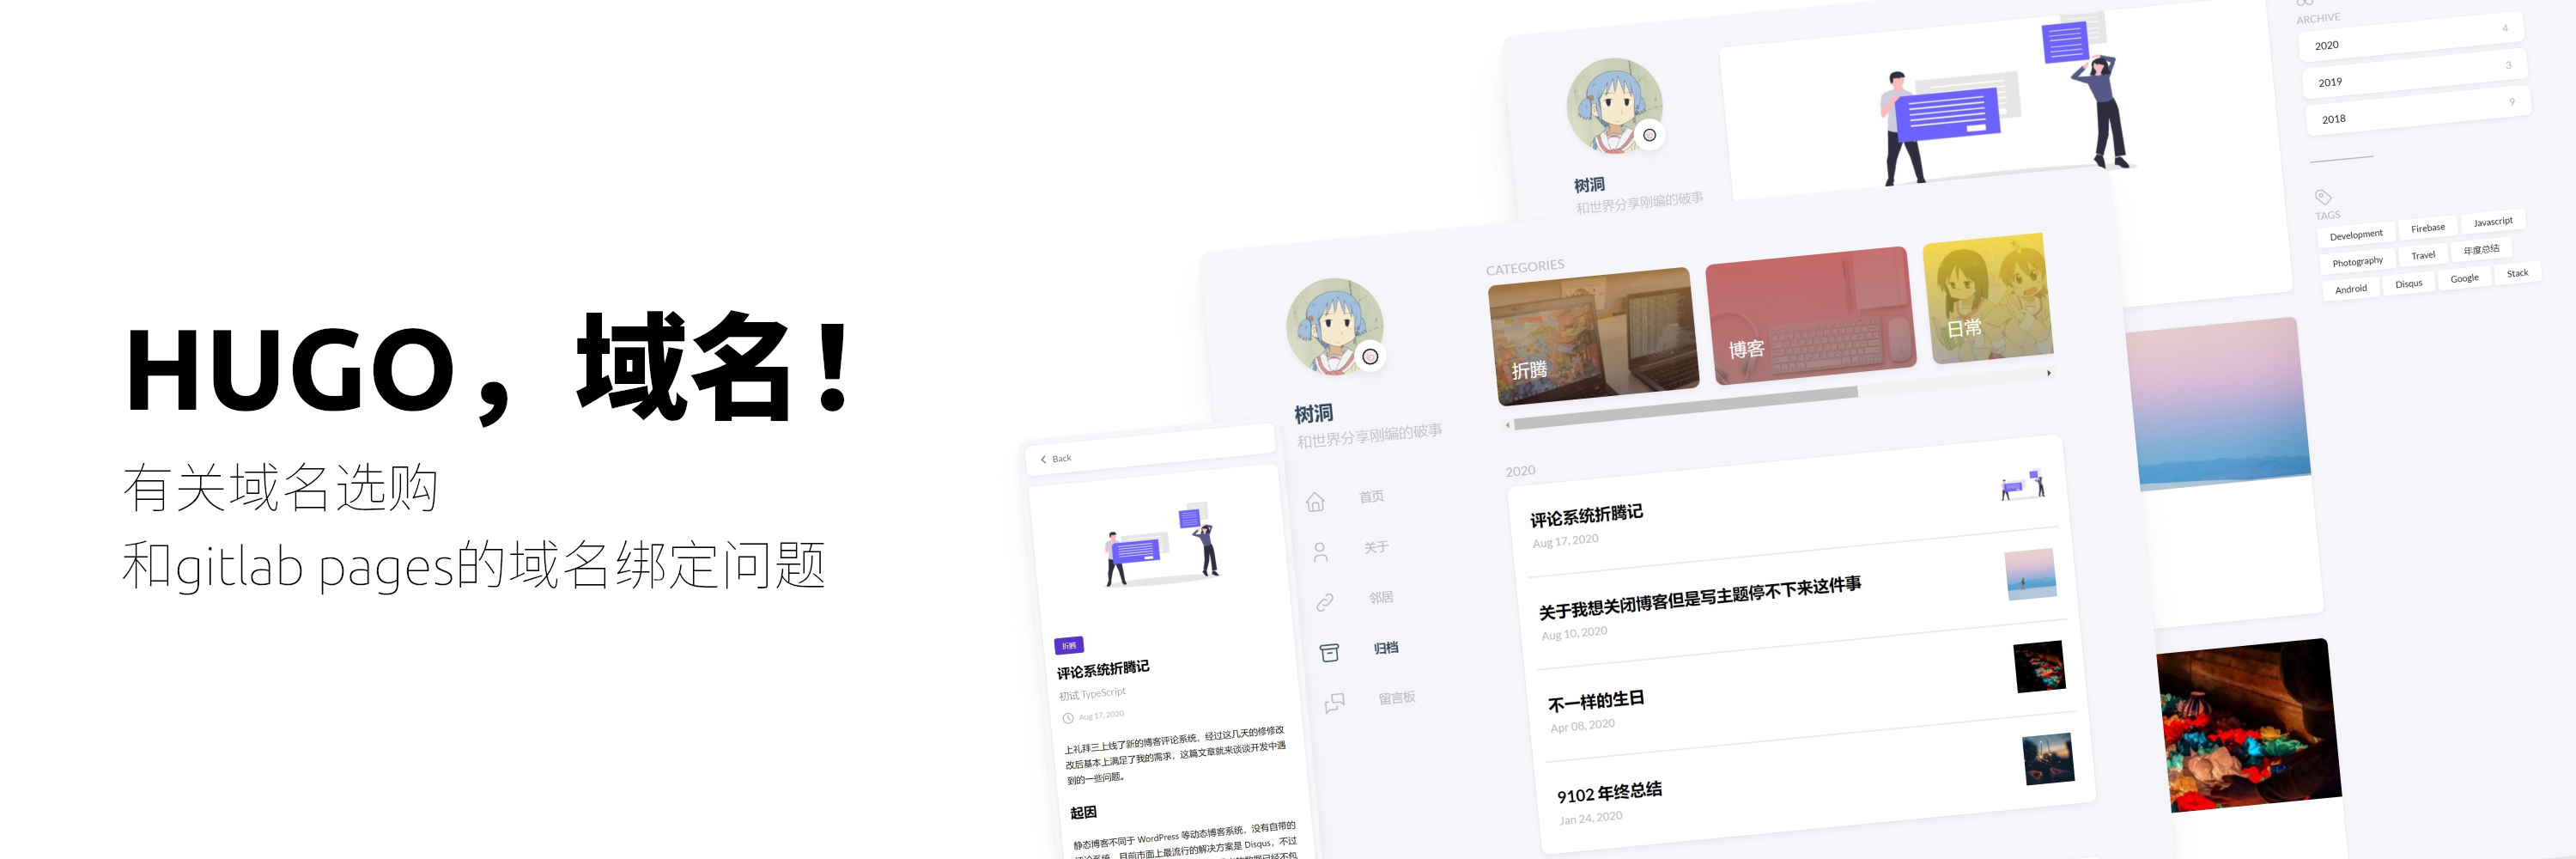 HUGO，域名！
有关域名选购
和gitlab pages的域名绑定问题
树洞
和世界分享刚编的破事
ARCHIVE
2020 4
2019 3
2018 9
TAGS
Development Firebase Javascript
Photography Travel 年度总结
Android Disqus Google Stack
树洞
和世界分享刚编的破事
首页
关于
邻居
归档
留言板
CATEGORIES
折腾
博客
日常
2020
评论系统折腾记
Aug 17, 2020
关于我想关闭博客但是写主题停不下来这件事
Aug 10, 2020
不一样的生日
Apr 08, 2020
9102 年终总结
Jan 24, 2020
Back
折腾
评论系统折腾记
初试 TypeScript
Aug 17, 2020
上礼拜三上线了新的博客评论系统，经过这几天的修修改
改后基本上满足了我的需求，这篇文章就来谈谈开发中遇
到的一些问题。
起因
静态博客不同于 WordPress 等动态博客系统，没有自带的
评论系统，目前市面上最流行的解决方案是 Disqus，不过